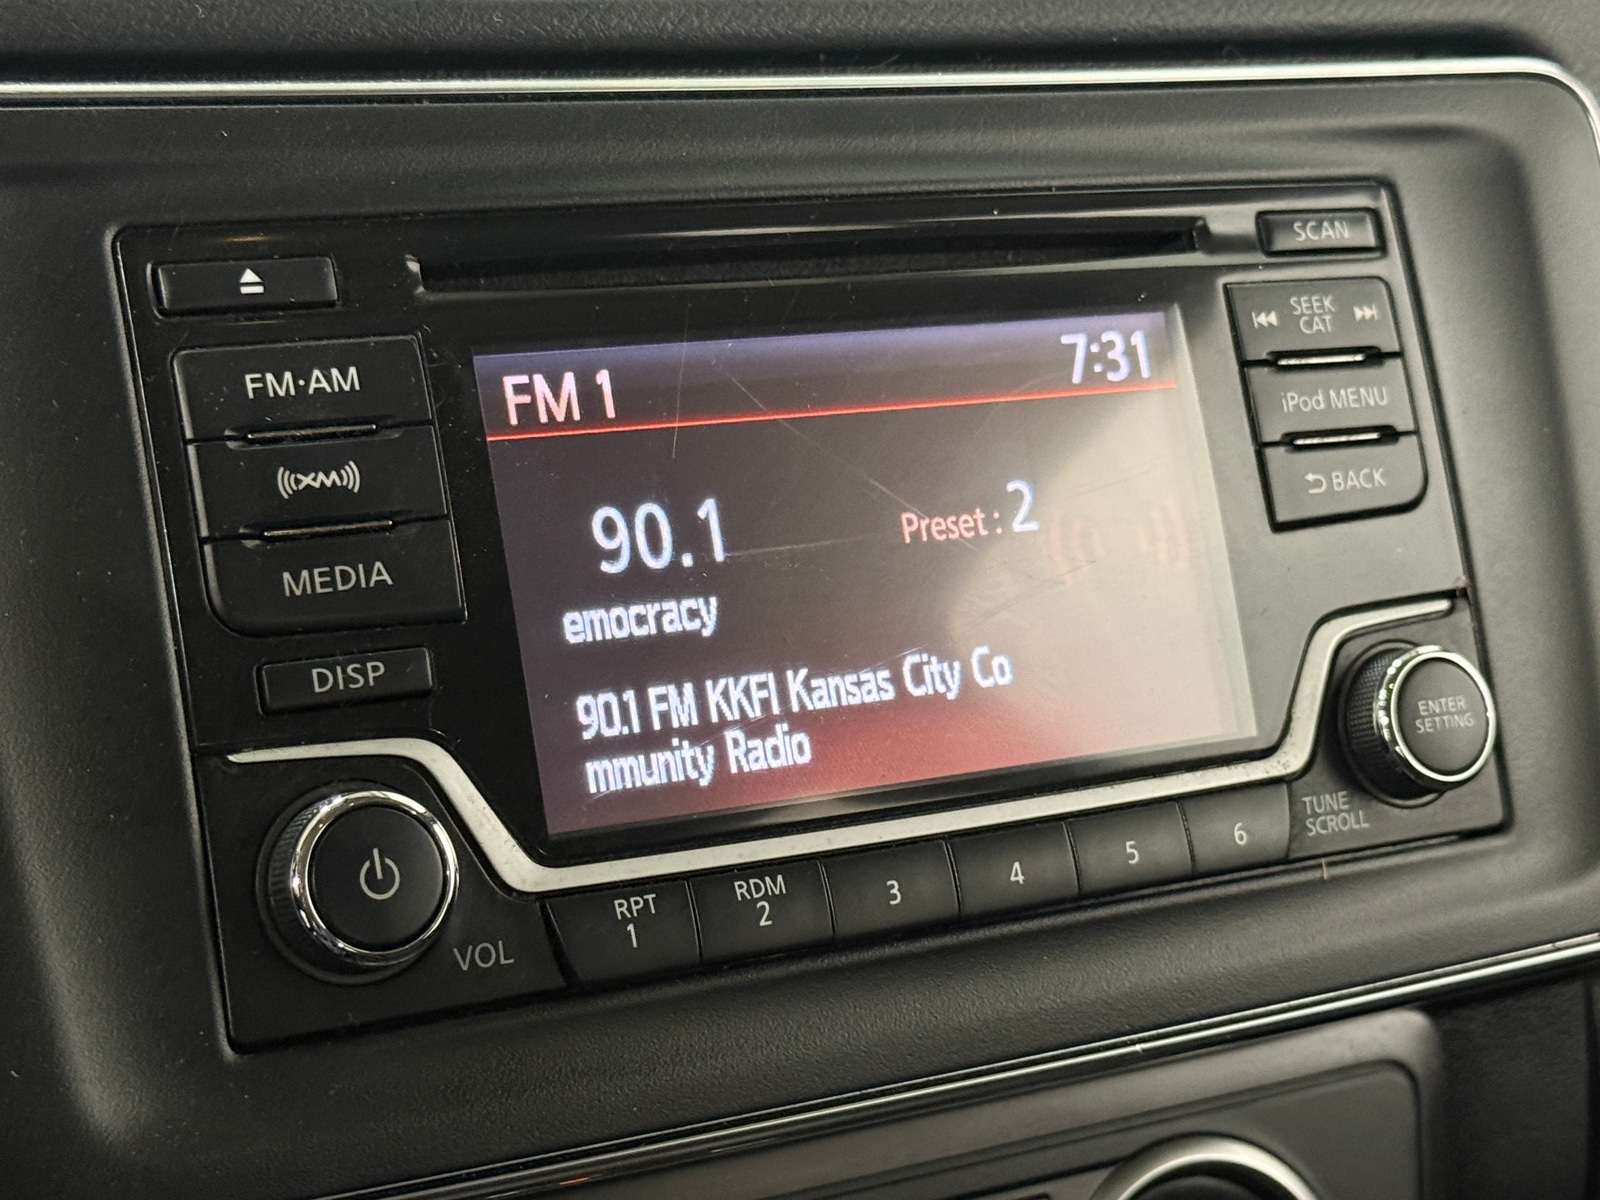 SCAN
FM·AM
XM
MEDIA
DISP
VOL
FM 1 7:31
90.1 Preset : 2
emocracy
90.1 FM KKFI Kansas City Co
mmunity Radio
SEEK
CAT
iPod MENU
BACK
ENTER
SETTING
TUNE
SCROLL
RPT
1
RDM
2
3
4
5
6